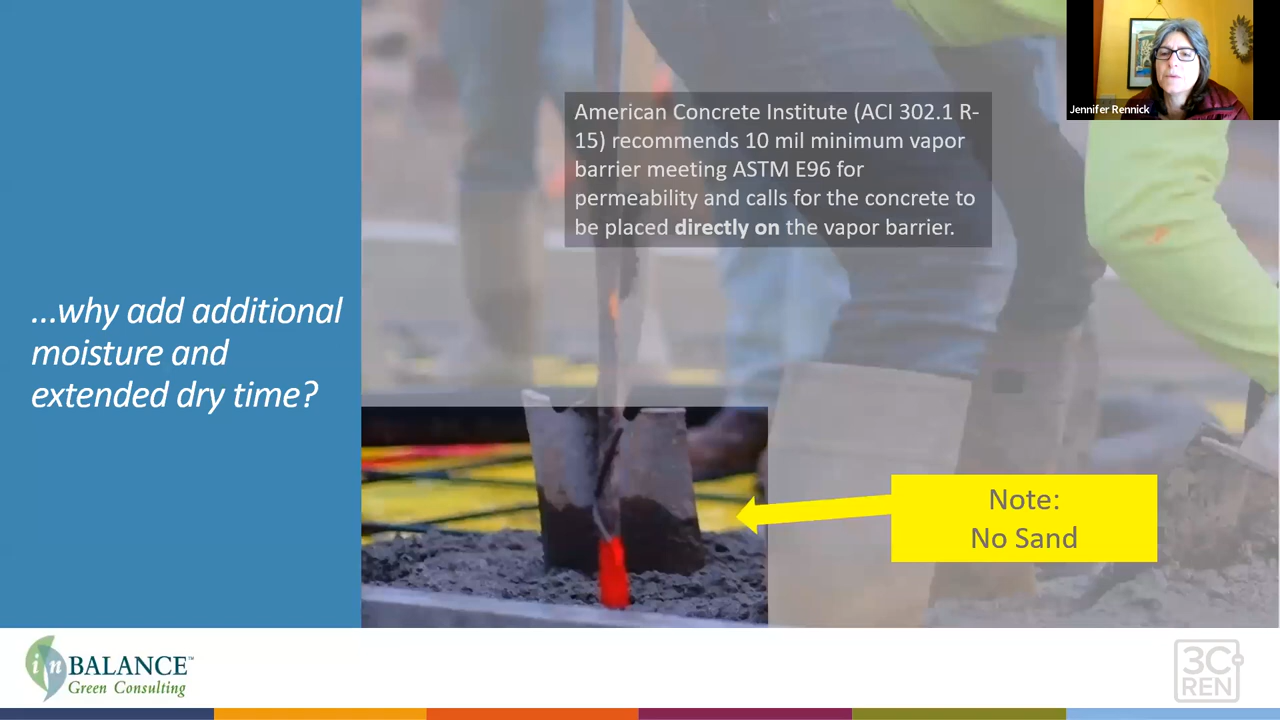 American Concrete Institute (ACI 302.1 R-
15) recommends 10 mil minimum vapor
barrier meeting ASTM E96 for
permeability and calls for the concrete to
be placed directly on the vapor barrier.
Jennifer Rennick
...why add additional
moisture and
extended dry time?
Note:
No Sand
in BALANCE™
Green Consulting
3C
REN